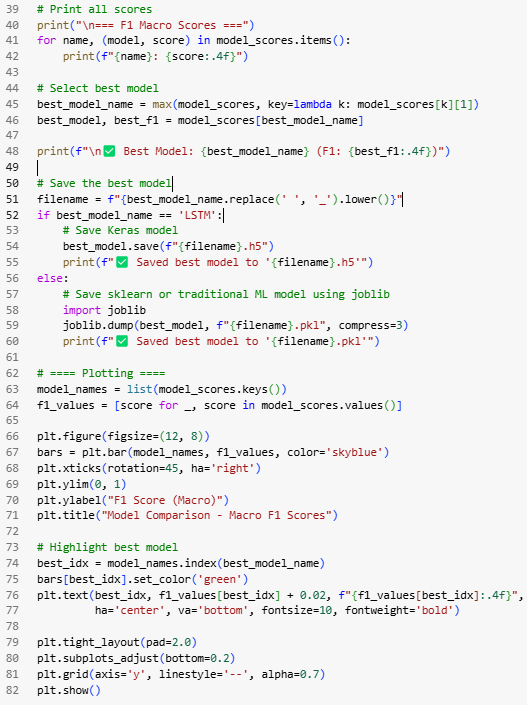 39 # Print all scores
40 print("\n=== F1 Macro Scores ===")
41 for name, (model, score) in model_scores.items():
42     print(f"{name}: {score:.4f}")
43
44 # Select best model
45 best_model_name = max(model_scores, key=lambda k: model_scores[k][1])
46 best_model, best_f1 = model_scores[best_model_name]
47
48 print(f"\n✅ Best Model: {best_model_name} (F1: {best_f1:.4f})")
49
50 # Save the best model
51 filename = f"{best_model_name.replace(' ', '_').lower()}"
52 if best_model_name == 'LSTM':
53     # Save Keras model
54     best_model.save(f"{filename}.h5")
55     print(f"✅ Saved best model to '{filename}.h5'")
56 else:
57     # Save sklearn or traditional ML model using joblib
58     import joblib
59     joblib.dump(best_model, f"{filename}.pkl", compress=3)
60     print(f"✅ Saved best model to '{filename}.pkl'")
61
62 # ==== Plotting ====
63 model_names = list(model_scores.keys())
64 f1_values = [score for _, score in model_scores.values()]
65
66 plt.figure(figsize=(12, 8))
67 bars = plt.bar(model_names, f1_values, color='skyblue')
68 plt.xticks(rotation=45, ha='right')
69 plt.ylim(0, 1)
70 plt.ylabel("F1 Score (Macro)")
71 plt.title("Model Comparison - Macro F1 Scores")
72
73 # Highlight best model
74 best_idx = model_names.index(best_model_name)
75 bars[best_idx].set_color('green')
76 plt.text(best_idx, f1_values[best_idx] + 0.02, f"{f1_values[best_idx]:.4f}",
77          ha='center', va='bottom', fontsize=10, fontweight='bold')
78
79 plt.tight_layout(pad=2.0)
80 plt.subplots_adjust(bottom=0.2)
81 plt.grid(axis='y', linestyle='--', alpha=0.7)
82 plt.show()